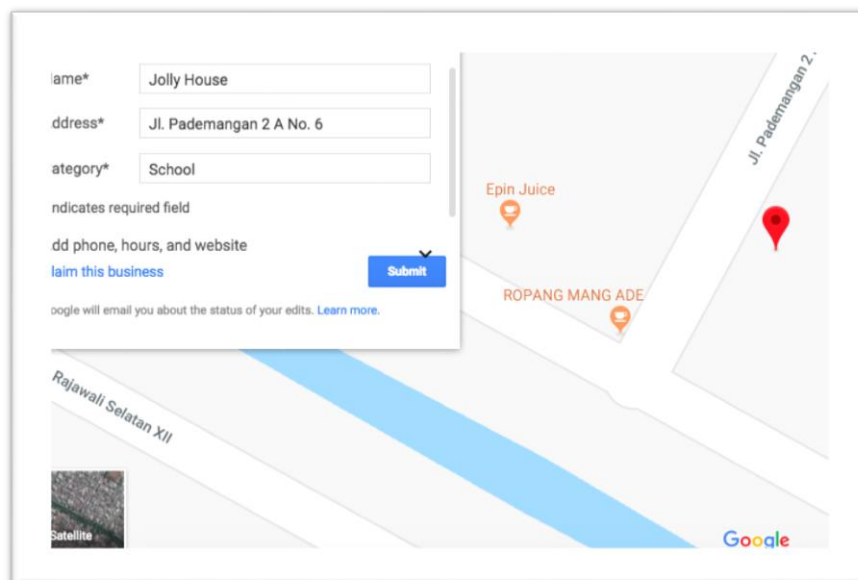 ame*
Jolly House
ddress*
Jl. Pademangan 2 A No. 6
ategory*
School
ndicates required field
dd phone, hours, and website
laim this business
Submit
oogle will email you about the status of your edits. Learn more.
Jl. Pademangan 2
Epin Juice
ROPANG MANG ADE
Rajawali Selatan XII
Satellite
Google